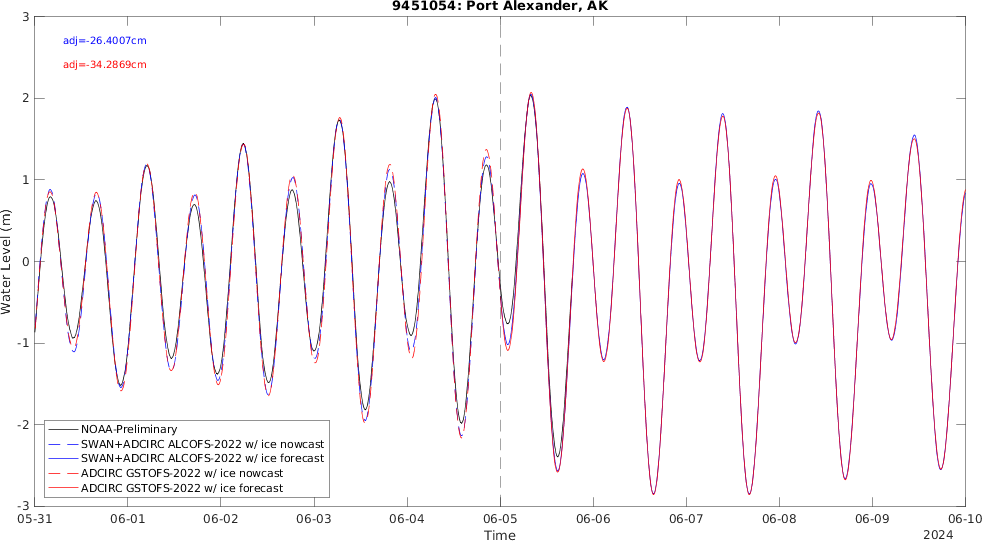 9451054: Port Alexander, AK
adj=-26.4007cm
adj=-34.2869cm
3
2
1
0
-1
-2
-3
Water Level (m)
NOAA-Preliminary
SWAN+ADCIRC ALCOFS-2022 w/ ice nowcast
SWAN+ADCIRC ALCOFS-2022 w/ ice forecast
ADCIRC GSTOFS-2022 w/ ice nowcast
ADCIRC GSTOFS-2022 w/ ice forecast
05-31 06-01 06-02 06-03 06-04 06-05 06-06 06-07 06-08 06-09 06-10
Time
2024